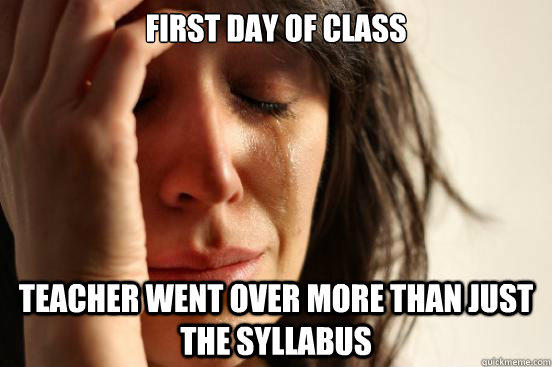 FIRST DAY OF CLASS
TEACHER WENT OVER MORE THAN JUST
THE SYLLABUS
quickmeme.com